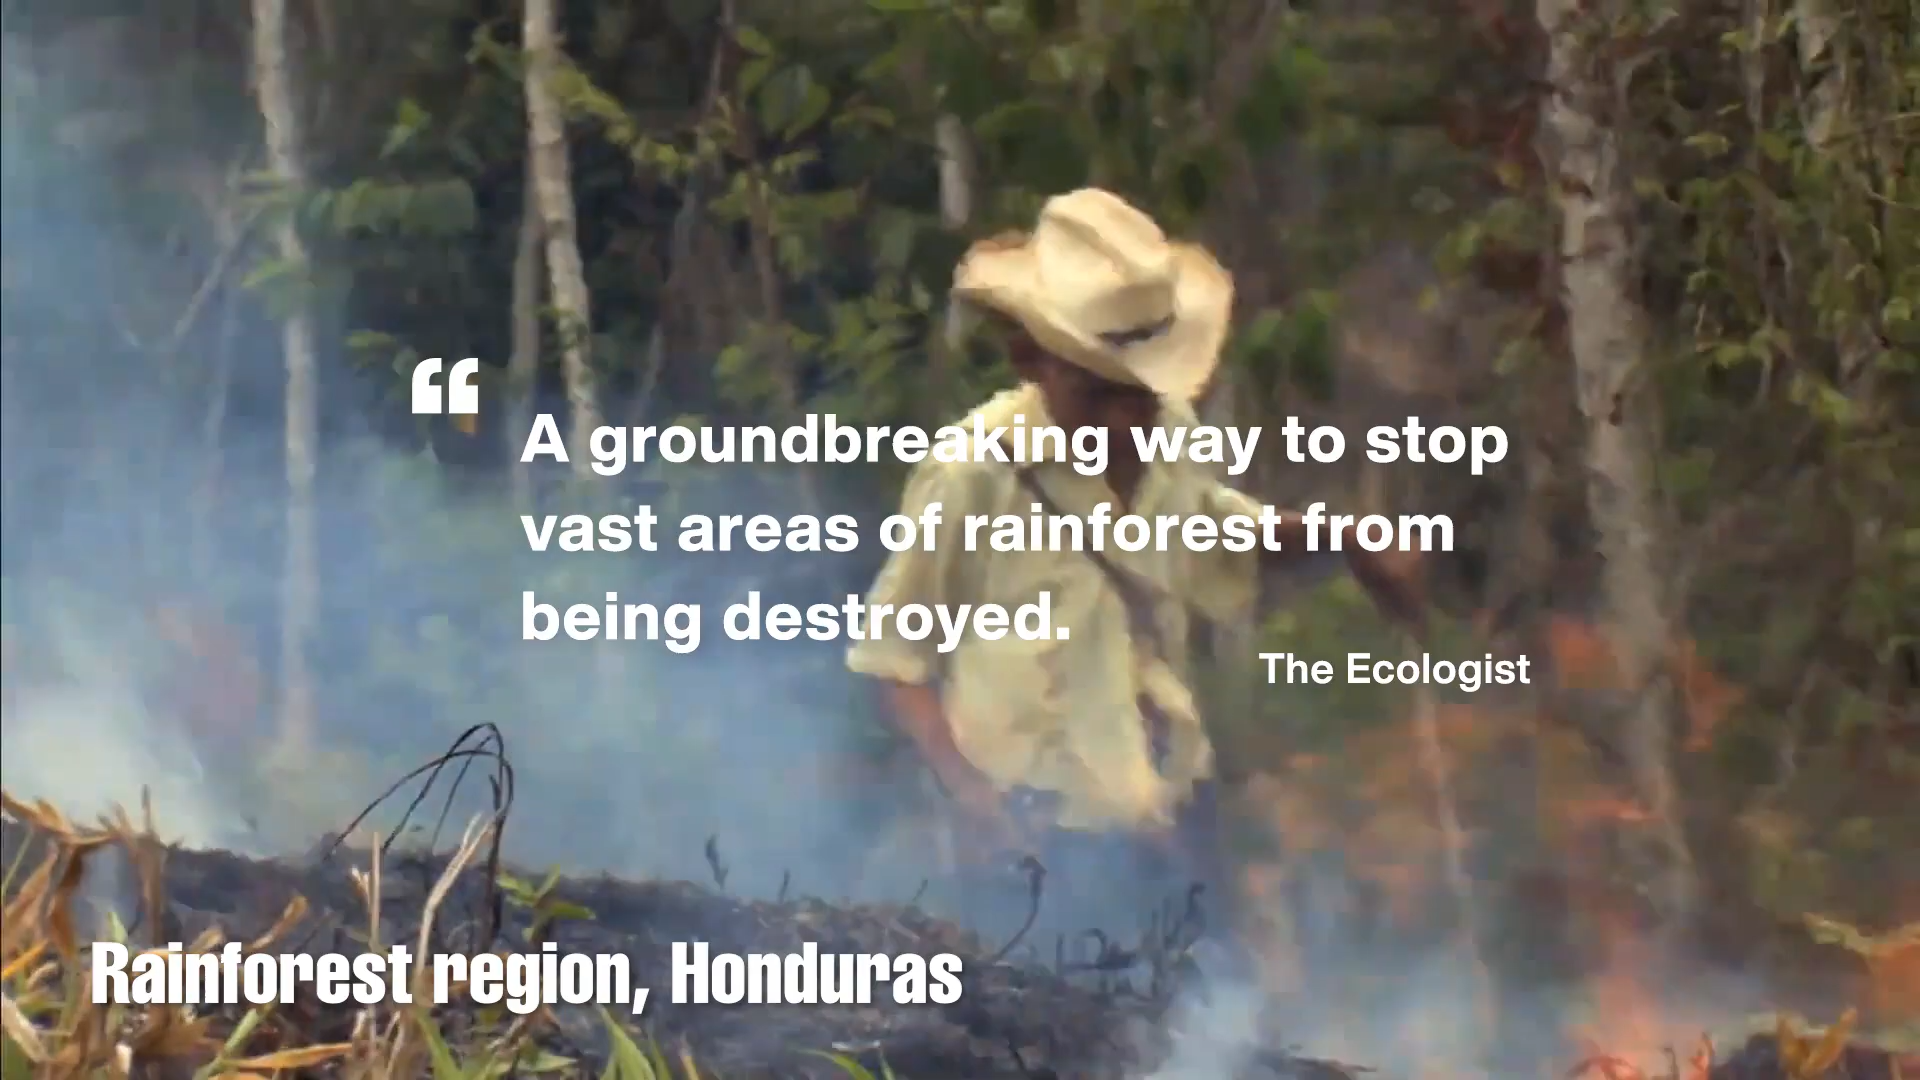 “ A groundbreaking way to stop
vast areas of rainforest from
being destroyed.
The Ecologist
Rainforest region, Honduras